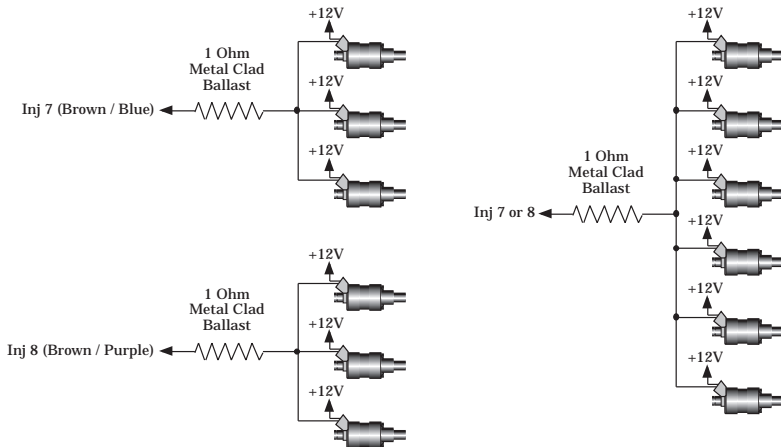 +12V
1 Ohm
Metal Clad
Ballast
+12V
Inj 7 (Brown / Blue)
+12V
+12V
1 Ohm
Metal Clad
Ballast
+12V
Inj 8 (Brown / Purple)
+12V
+12V
+12V
+12V
1 Ohm
Metal Clad
Ballast
Inj 7 or 8
+12V
+12V
+12V